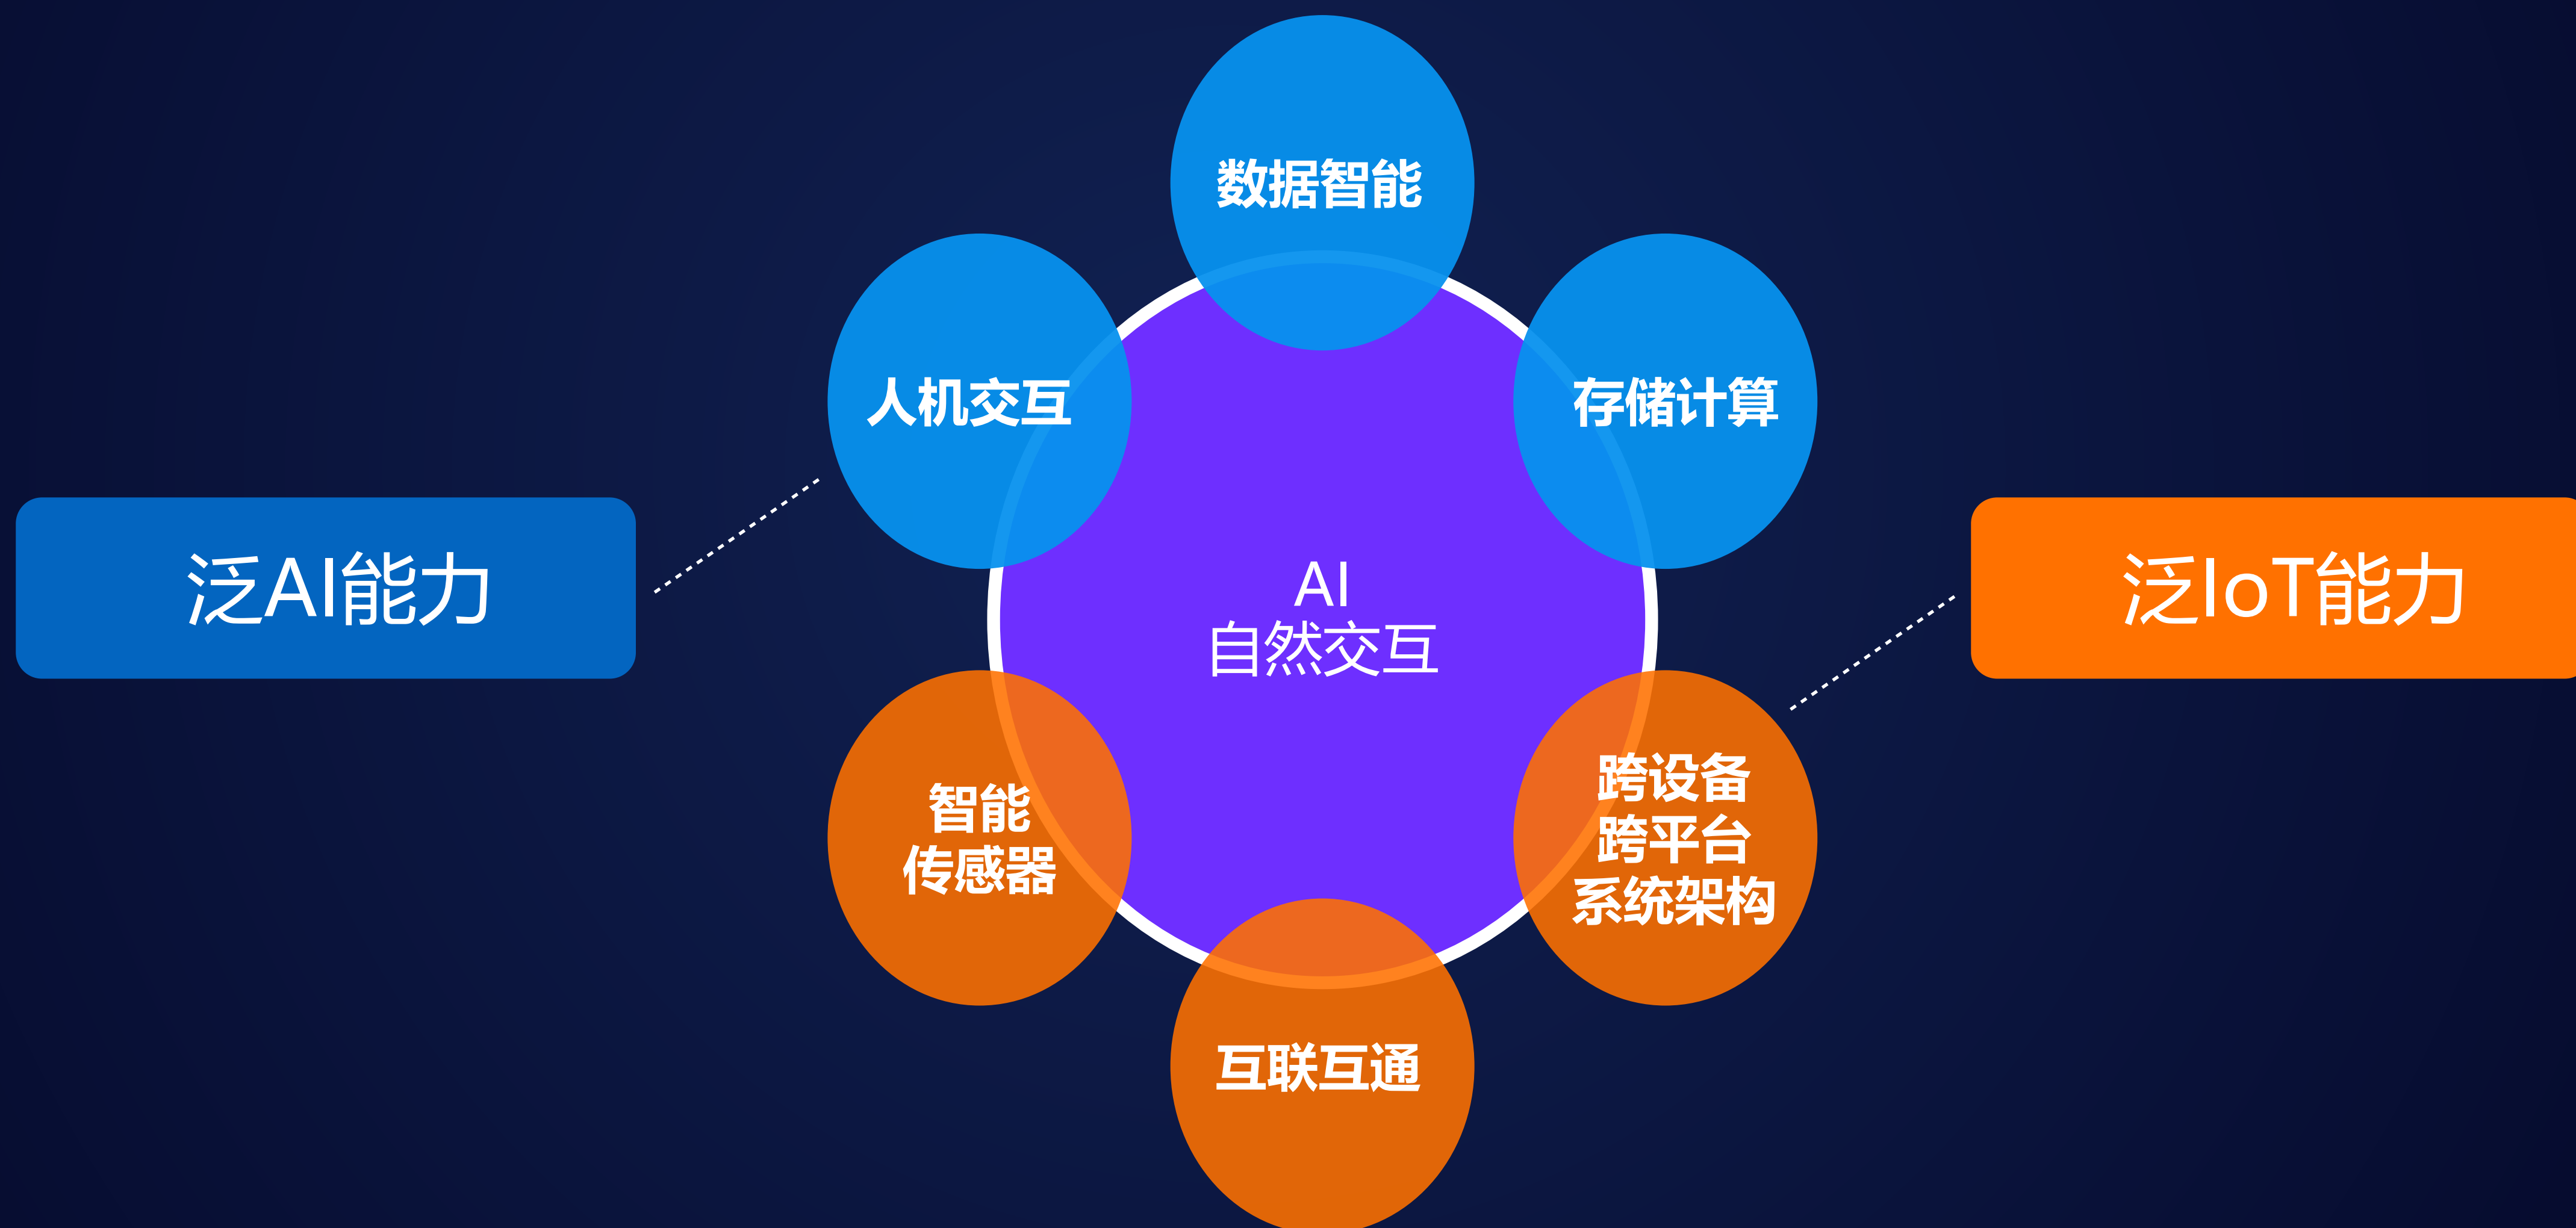 数据智能
人机交互
存储计算
泛AI能力
AI
自然交互
泛IoT能力
智能
传感器
跨设备
跨平台
系统架构
互联互通